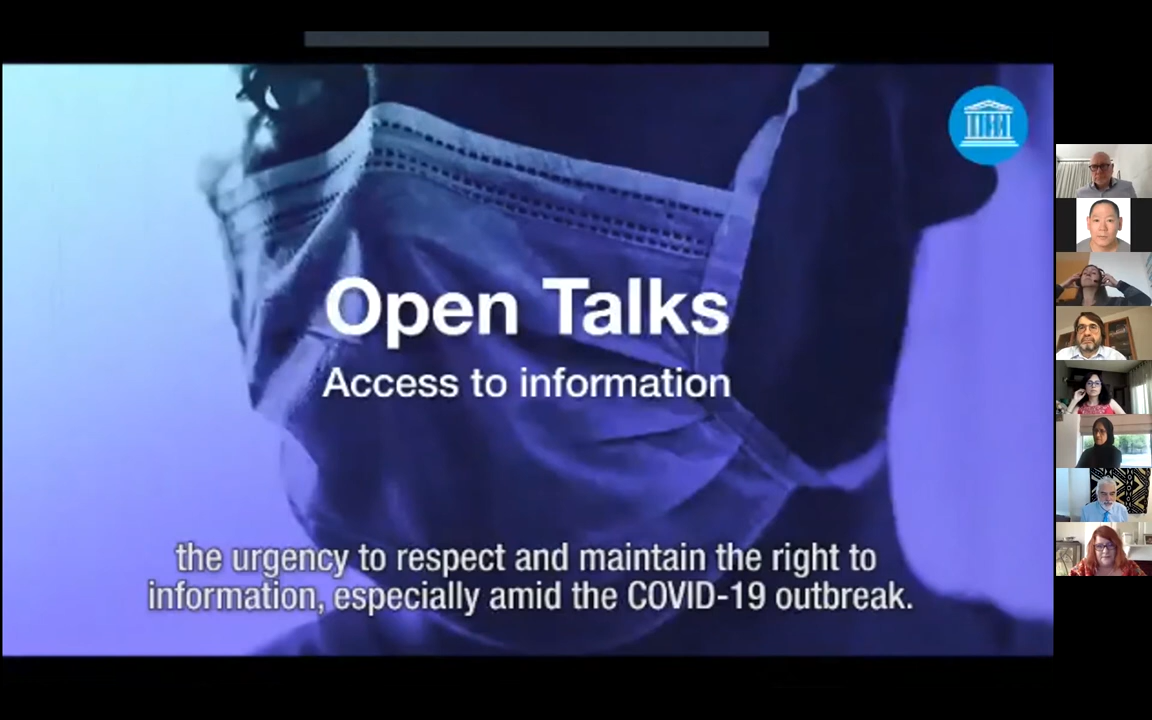 Open Talks
Access to information
the urgency to respect and maintain the right to
information, especially amid the COVID-19 outbreak.